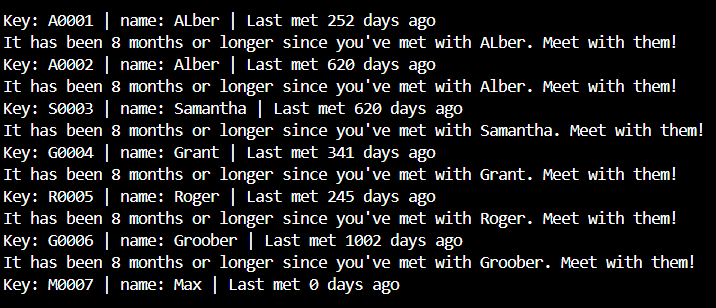 Key: A0001 | name: ALber | Last met 252 days ago
It has been 8 months or longer since you've met with ALber. Meet with them!
Key: A0002 | name: Alber | Last met 620 days ago
It has been 8 months or longer since you've met with Alber. Meet with them!
Key: S0003 | name: Samantha | Last met 620 days ago
It has been 8 months or longer since you've met with Samantha. Meet with them!
Key: G0004 | name: Grant | Last met 341 days ago
It has been 8 months or longer since you've met with Grant. Meet with them!
Key: R0005 | name: Roger | Last met 245 days ago
It has been 8 months or longer since you've met with Roger. Meet with them!
Key: G0006 | name: Groober | Last met 1002 days ago
It has been 8 months or longer since you've met with Groober. Meet with them!
Key: M0007 | name: Max | Last met 0 days ago